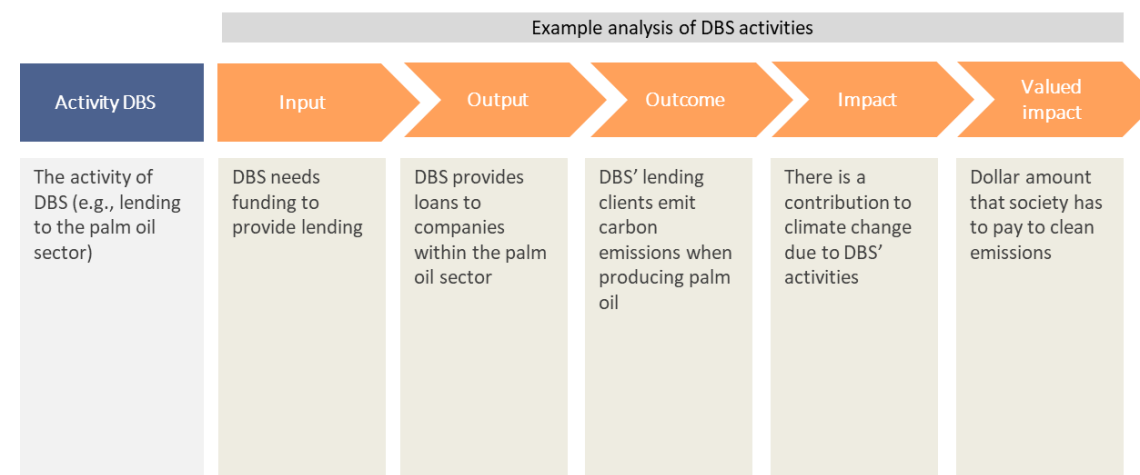 Example analysis of DBS activities
Activity DBS
Input
Output
Outcome
Impact
Valued
impact
The activity of
DBS (e.g., lending
to the palm oil
sector)
DBS needs
funding to
provide lending
DBS provides
loans to
companies
within the palm
oil sector
DBS’ lending
clients emit
carbon
emissions when
producing palm
oil
There is a
contribution to
climate change
due to DBS’
activities
Dollar amount
that society has
to pay to clean
emissions